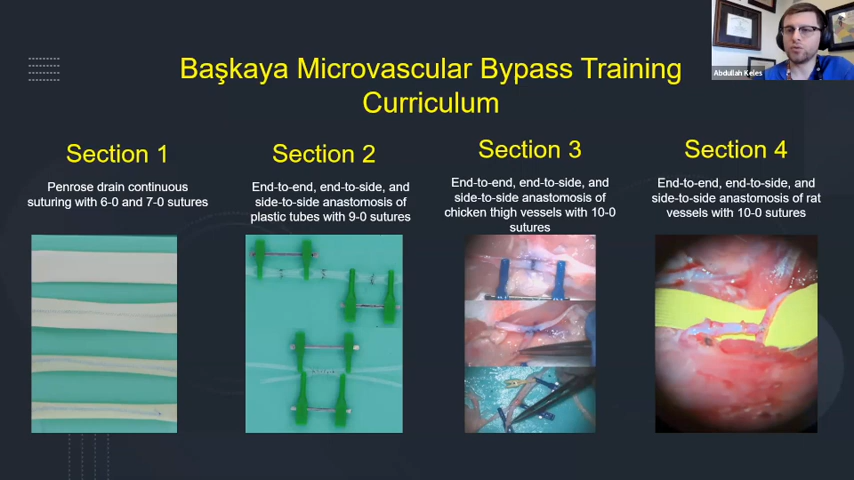 Abdullah Keles
Başkaya Microvascular Bypass Training
Curriculum
Section 1
Penrose drain continuous
suturing with 6-0 and 7-0 sutures
Section 2
End-to-end, end-to-side, and
side-to-side anastomosis of
plastic tubes with 9-0 sutures
Section 3
End-to-end, end-to-side, and
side-to-side anastomosis of
chicken thigh vessels with 10-0
sutures
Section 4
End-to-end, end-to-side, and
side-to-side anastomosis of rat
vessels with 10-0 sutures